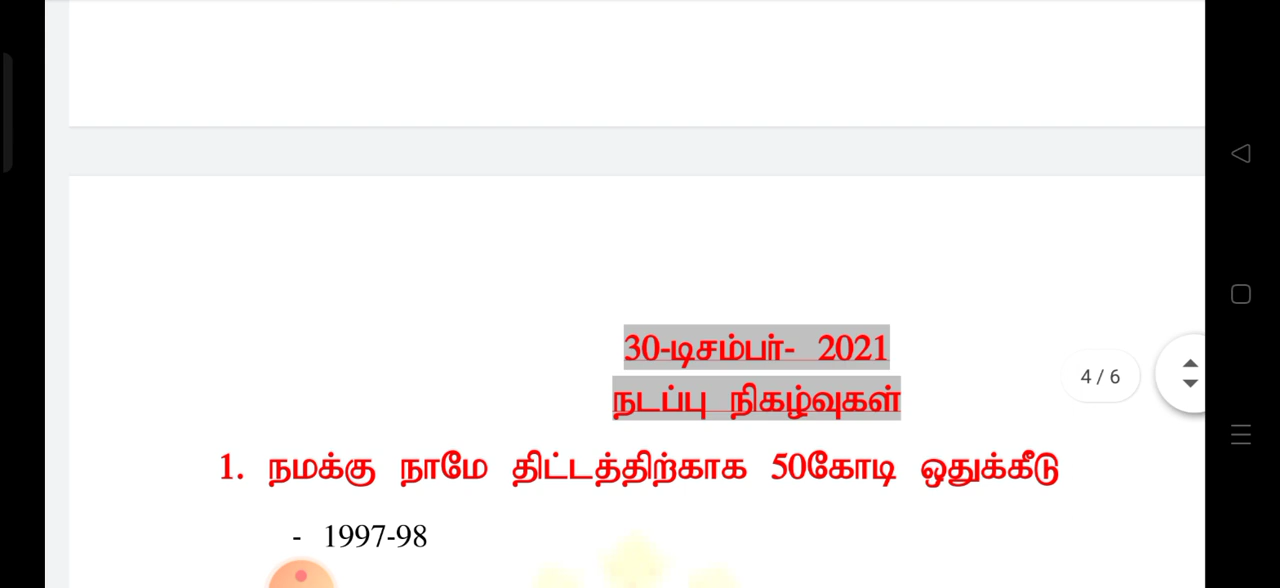 30-டிசம்பர்- 2021
நடப்பு நிகழ்வுகள்
4 / 6
1. நமக்கு நாமே திட்டத்திற்காக 50கோடி ஒதுக்கீடு
- 1997-98